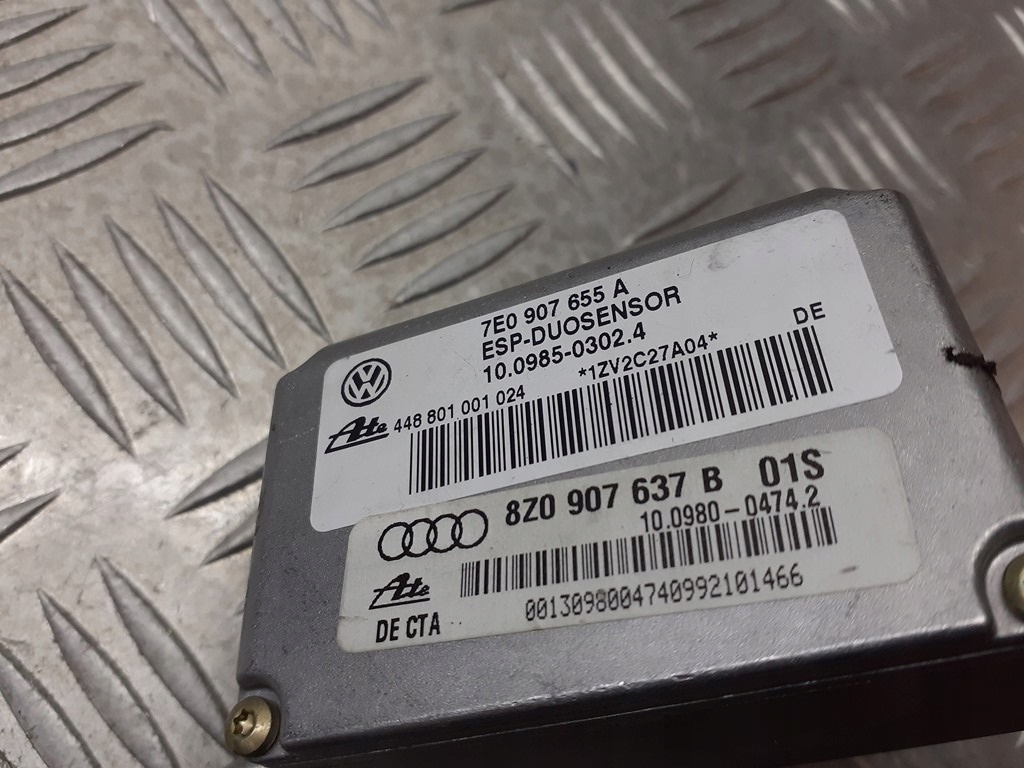 7E0 907 655 A
ESP-DUOSENSOR
10.0985-0302.4
*1ZV2C27A04*
DE
Ate 448 801 001 024
8Z0 907 637 B 01S
10.0980-0474.2
Ate
0013098004740992101466
DE CTA